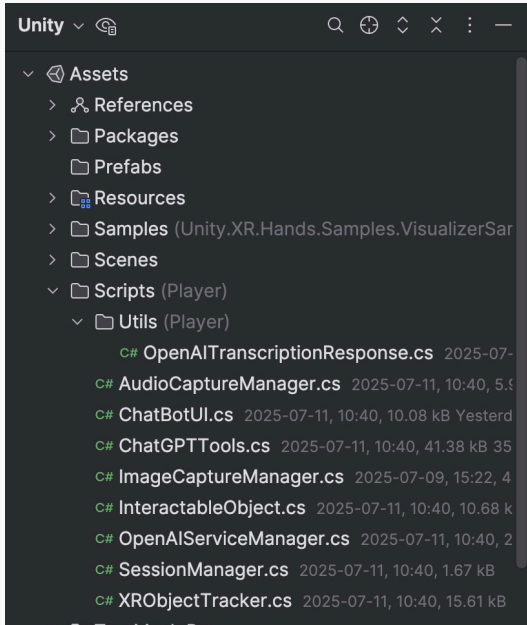 Unity
Assets
References
Packages
Prefabs
Resources
Samples (Unity.XR.Hands.Samples.VisualizerSar
Scenes
Scripts (Player)
Utils (Player)
C# OpenAITranscriptionResponse.cs 2025-07-
C# AudioCaptureManager.cs 2025-07-11, 10:40, 5.9
C# ChatBotUI.cs 2025-07-11, 10:40, 10.08 kB Yesterd
C# ChatGPTTools.cs 2025-07-11, 10:40, 41.38 kB 35
C# ImageCaptureManager.cs 2025-07-09, 15:22, 4
C# InteractableObject.cs 2025-07-11, 10:40, 10.68 k
C# OpenAIServiceManager.cs 2025-07-11, 10:40, 2
C# SessionManager.cs 2025-07-11, 10:40, 1.67 kB
C# XRObjectTracker.cs 2025-07-11, 10:40, 15.61 kB